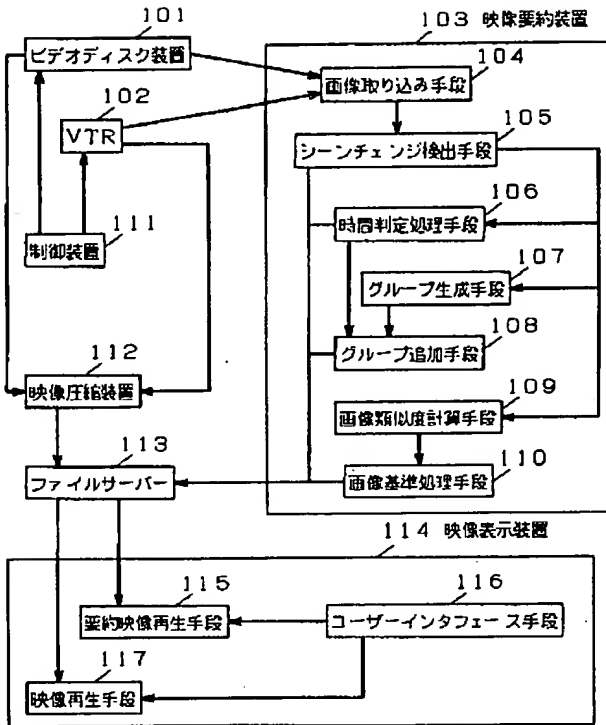 101
ビデオディスク装置
102
VTR
111
制御装置
112
映像圧縮装置
113
ファイルサーバー
103 映像要約装置
104
画像取り込み手段
105
シーンチェンジ検出手段
106
時間判定処理手段
107
グループ生成手段
108
グループ追加手段
109
画像類似度計算手段
110
画像基準処理手段
114 映像表示装置
115
要約映像再生手段
116
ユーザーインタフェース手段
117
映像再生手段